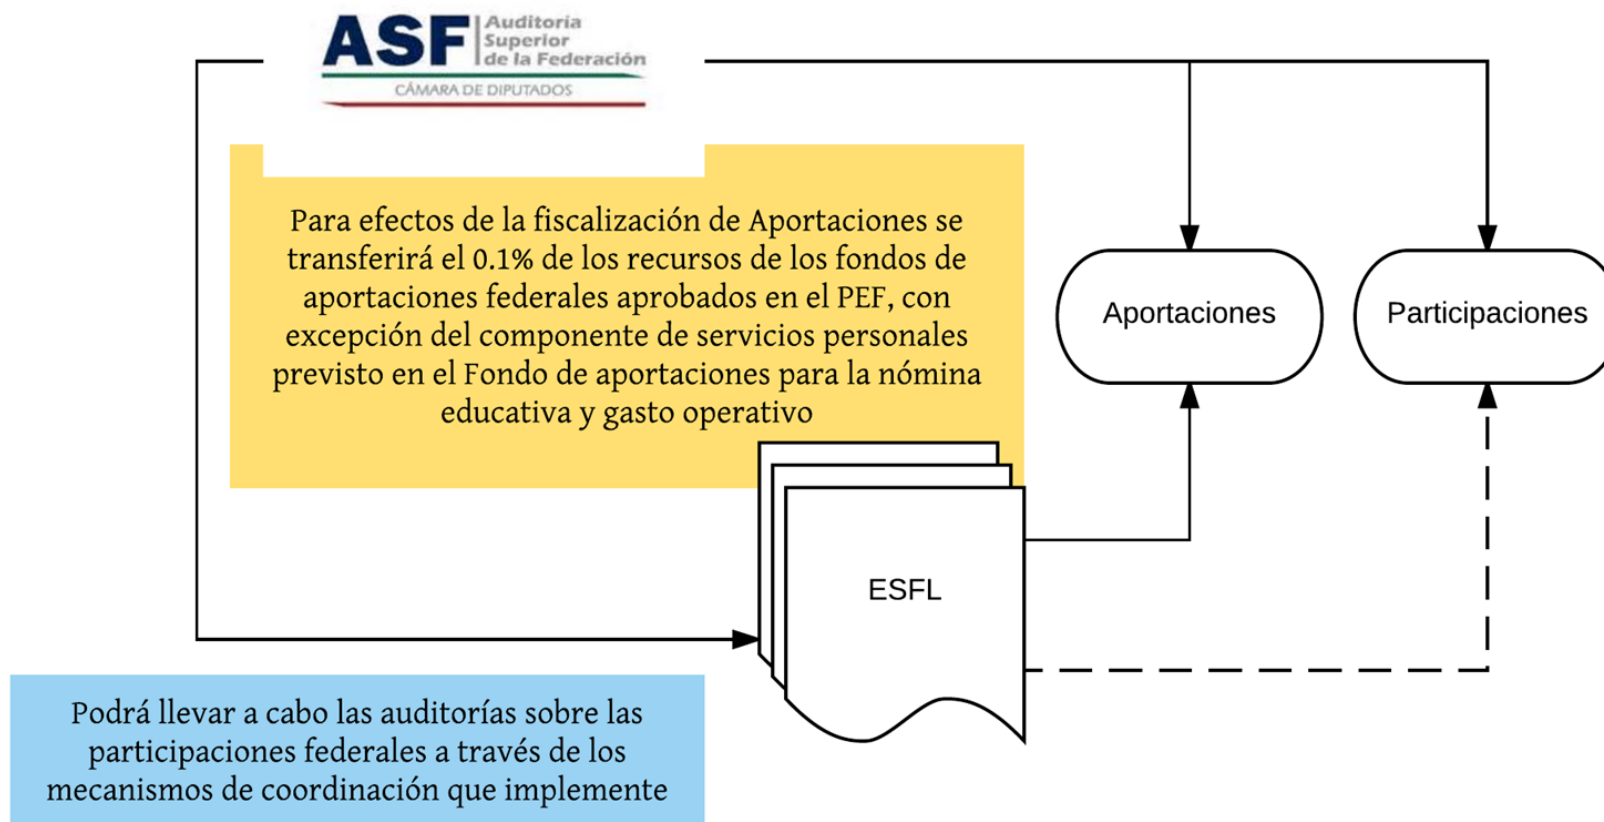 ASF
Auditoría
Superior
de la Federación
CÁMARA DE DIPUTADOS
Para efectos de la fiscalización de Aportaciones se
transferirá el 0.1% de los recursos de los fondos de
aportaciones federales aprobados en el PEF, con
excepción del componente de servicios personales
previsto en el Fondo de aportaciones para la nómina
educativa y gasto operativo
Aportaciones
Participaciones
ESFL
Podrá llevar a cabo las auditorías sobre las
participaciones federales a través de los
mecanismos de coordinación que implemente